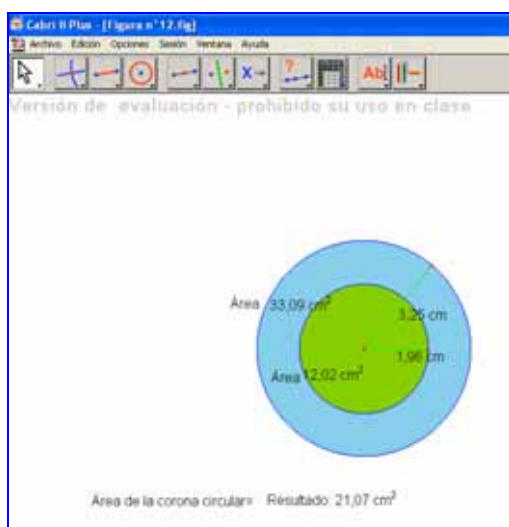 Cabri II Plus - [Figura n°12.fig]
Archivo Edición Opciones Sesión Ventana Ayuda
Versión de evaluación - prohibido su uso en clase
Área 33,09 cm²
3,25 cm
1,96 cm
Área 12,02 cm²
Área de la corona circular= Resultado: 21,07 cm²